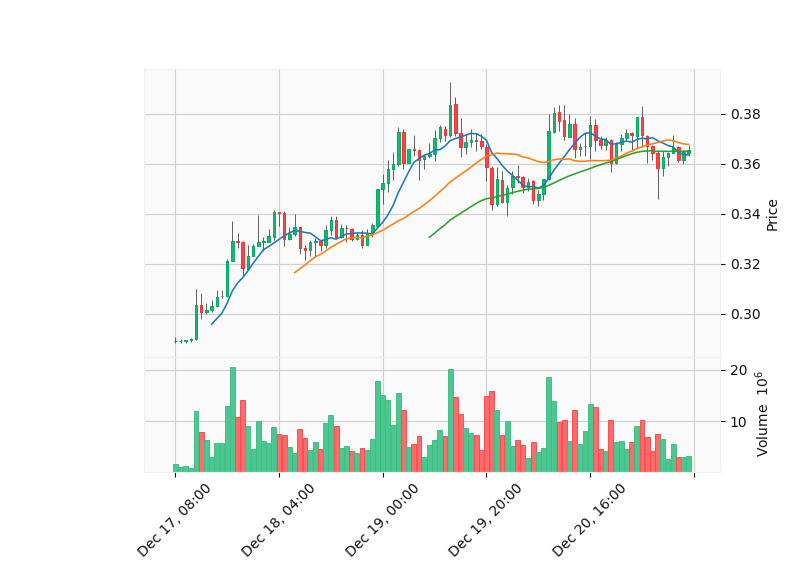 0.38
0.36
0.34
0.32
0.30
Price
20
10
Volume 10^6
Dec 17, 08:00
Dec 18, 04:00
Dec 19, 00:00
Dec 19, 20:00
Dec 20, 16:00